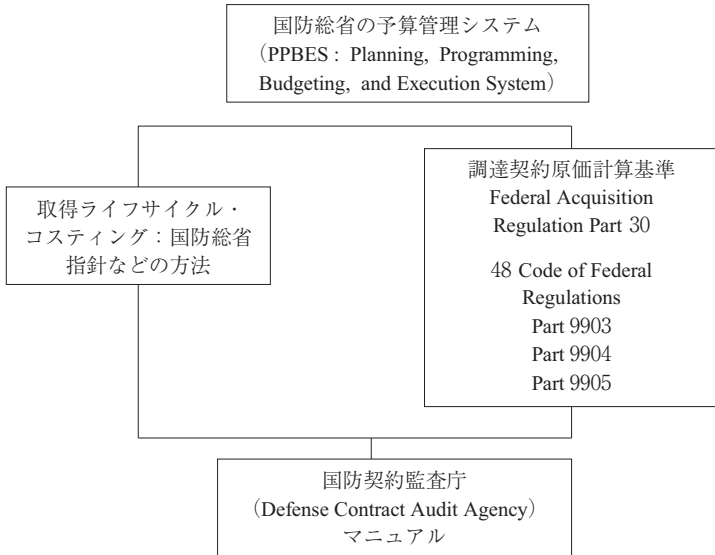 国防総省の予算管理システム
（PPBES : Planning, Programming,
Budgeting, and Execution System）
取得ライフサイクル・
コスティング：国防総省
指針などの方法
調達契約原価計算基準
Federal Acquisition
Regulation Part 30
48 Code of Federal
Regulations
Part 9903
Part 9904
Part 9905
国防契約監査庁
（Defense Contract Audit Agency）
マニュアル